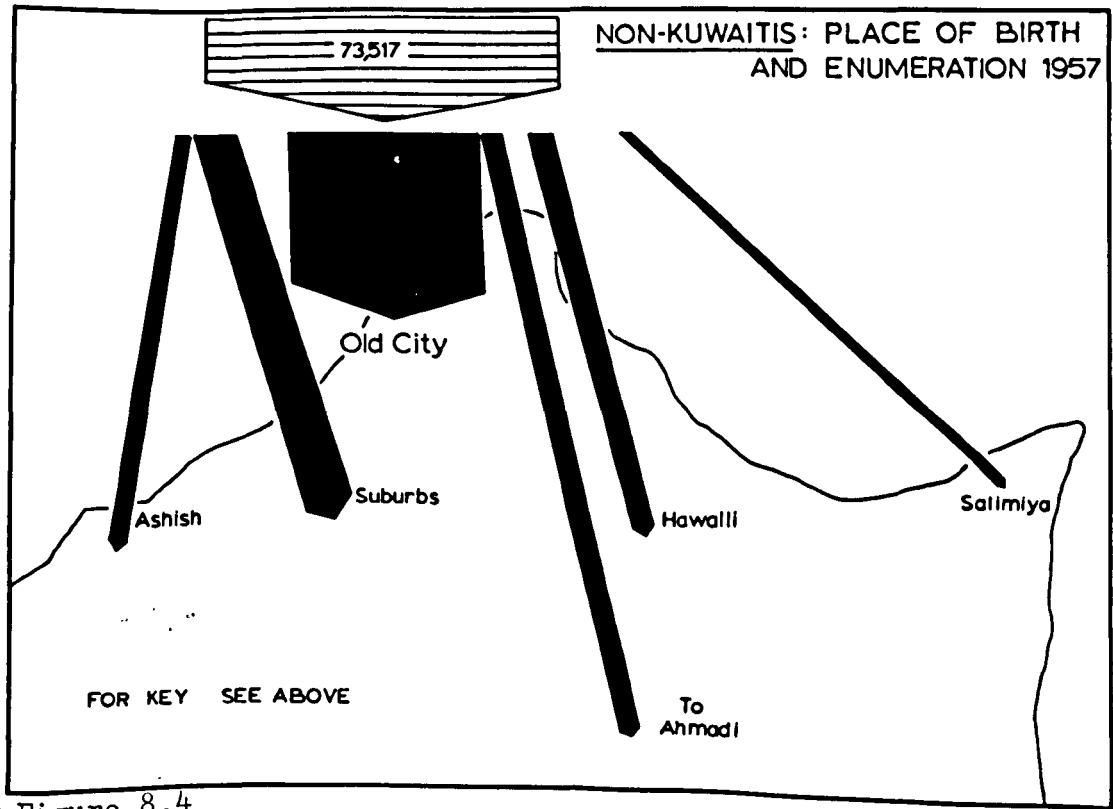 NON-KUWAITIS: PLACE OF BIRTH
AND ENUMERATION 1957
73,517
Old City
Ashish
Suburbs
Hawalli
Salimiya
FOR KEY SEE ABOVE
To
Ahmadi
Figure 8.4